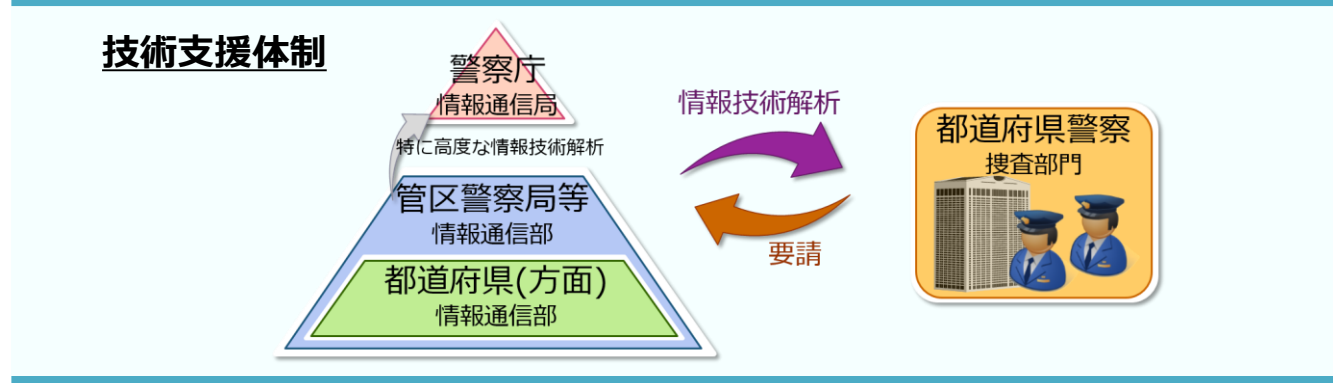 技術支援体制
警察庁
情報通信局
特に高度な情報技術解析
管区警察局等
情報通信部
都道府県(方面)
情報通信部
情報技術解析
要請
都道府県警察
捜査部門